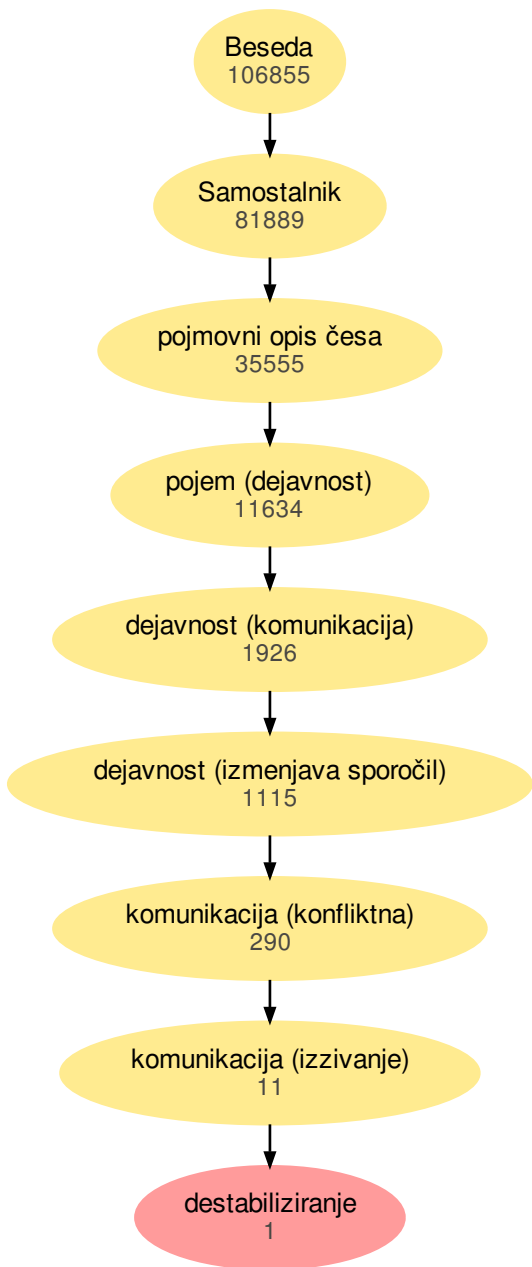 Beseda
106855
Samostalnik
81889
pojmovni opis česa
35555
pojem (dejavnost)
11634
dejavnost (komunikacija)
1926
dejavnost (izmenjava sporočil)
1115
komunikacija (konfliktna)
290
komunikacija (izzivanje)
11
destabiliziranje
1